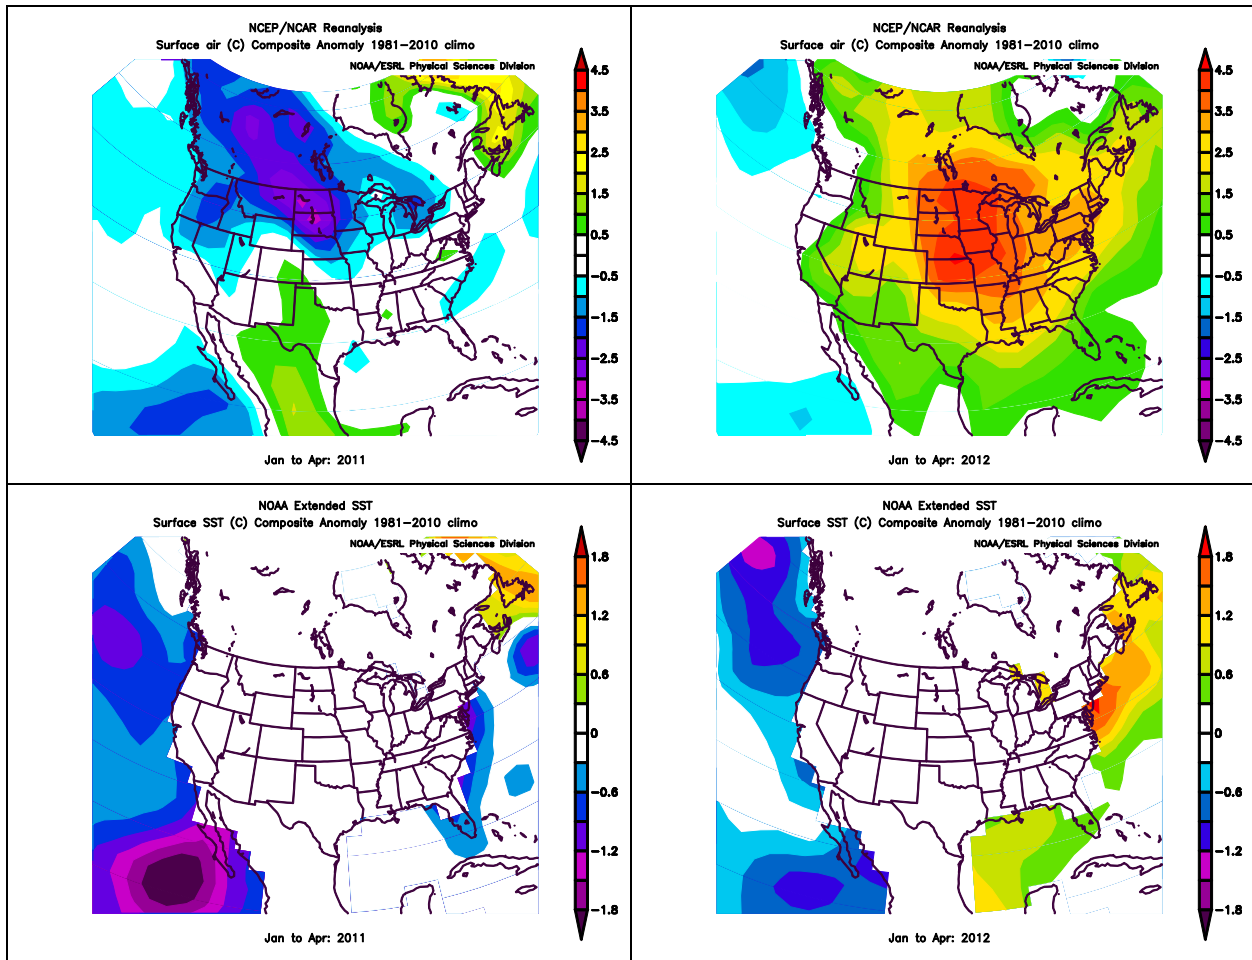 NCEP/NCAR Reanalysis
Surface air (C) Composite Anomaly 1981−2010 climo
NOAA/ESRL Physical Sciences Division
4.5
3.5
2.5
1.5
0.5
−0.5
−1.5
−2.5
−3.5
−4.5
Jan to Apr: 2011
NCEP/NCAR Reanalysis
Surface air (C) Composite Anomaly 1981−2010 climo
NOAA/ESRL Physical Sciences Division
4.5
3.5
2.5
1.5
0.5
−0.5
−1.5
−2.5
−3.5
−4.5
Jan to Apr: 2012
NOAA Extended SST
Surface SST (C) Composite Anomaly 1981−2010 climo
NOAA/ESRL Physical Sciences Division
1.8
1.2
0.6
0
−0.6
−1.2
−1.8
Jan to Apr: 2011
NOAA Extended SST
Surface SST (C) Composite Anomaly 1981−2010 climo
NOAA/ESRL Physical Sciences Division
1.8
1.2
0.6
0
−0.6
−1.2
−1.8
Jan to Apr: 2012